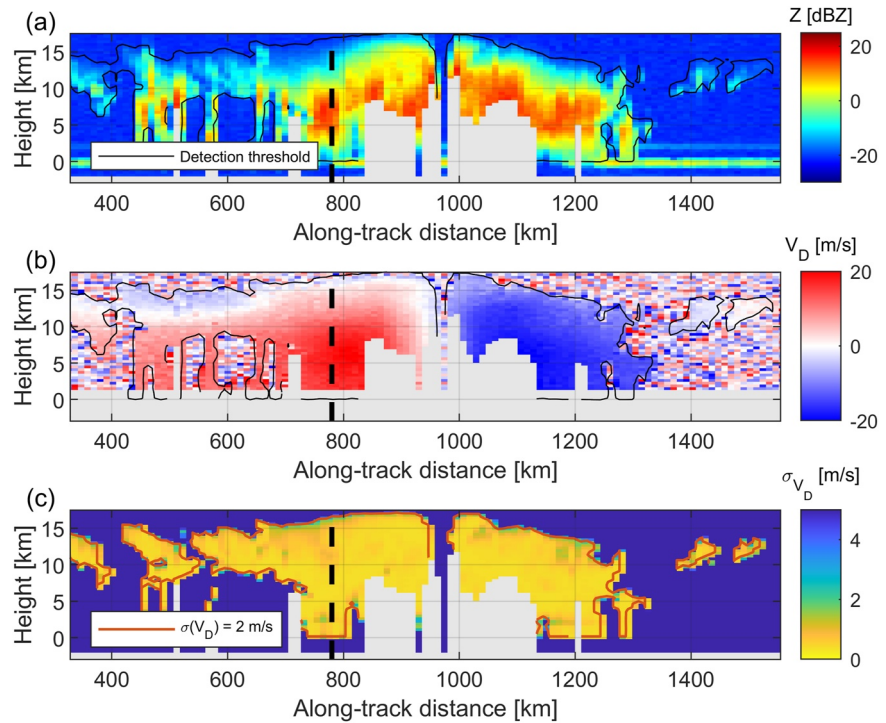 (a)
Z [dBZ]
Height [km]
15
10
5
0
Detection threshold
20
0
-20
400 600 800 1000 1200 1400
Along-track distance [km]
(b)
V_D [m/s]
Height [km]
15
10
5
0
20
0
-20
400 600 800 1000 1200 1400
Along-track distance [km]
(c)
σ_{V_D} [m/s]
Height [km]
15
10
5
0
σ(V_D) = 2 m/s
4
2
0
400 600 800 1000 1200 1400
Along-track distance [km]